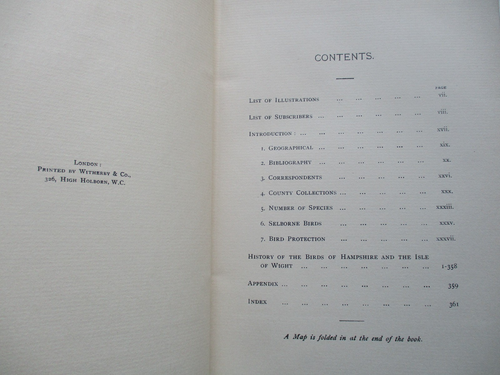 London:
Printed by Witherby & Co.,
326, High Holborn, W.C.
CONTENTS.
PAGE
List of Illustrations ... ... ... ... ... vii.
List of Subscribers ... ... ... ... ... viii.
Introduction:— ... ... ... ... ... ... xvii.
1. Geographical ... ... ... ... ... xix.
2. Bibliography ... ... ... ... ... xx.
3. Correspondents ... ... ... ... ... xxvi.
4. County Collections ... ... ... ... xxx.
5. Number of Species ... ... ... ... xxxiii.
6. Selborne Birds ... ... ... ... xxxv.
7. Bird Protection ... ... ... ... xxxvii.
History of the Birds of Hampshire and the Isle
of Wight ... ... ... ... ... ... ... 1-358
Appendix ... ... ... ... ... ... ... 359
Index ... ... ... ... ... ... ... 361
A Map is folded in at the end of the book.